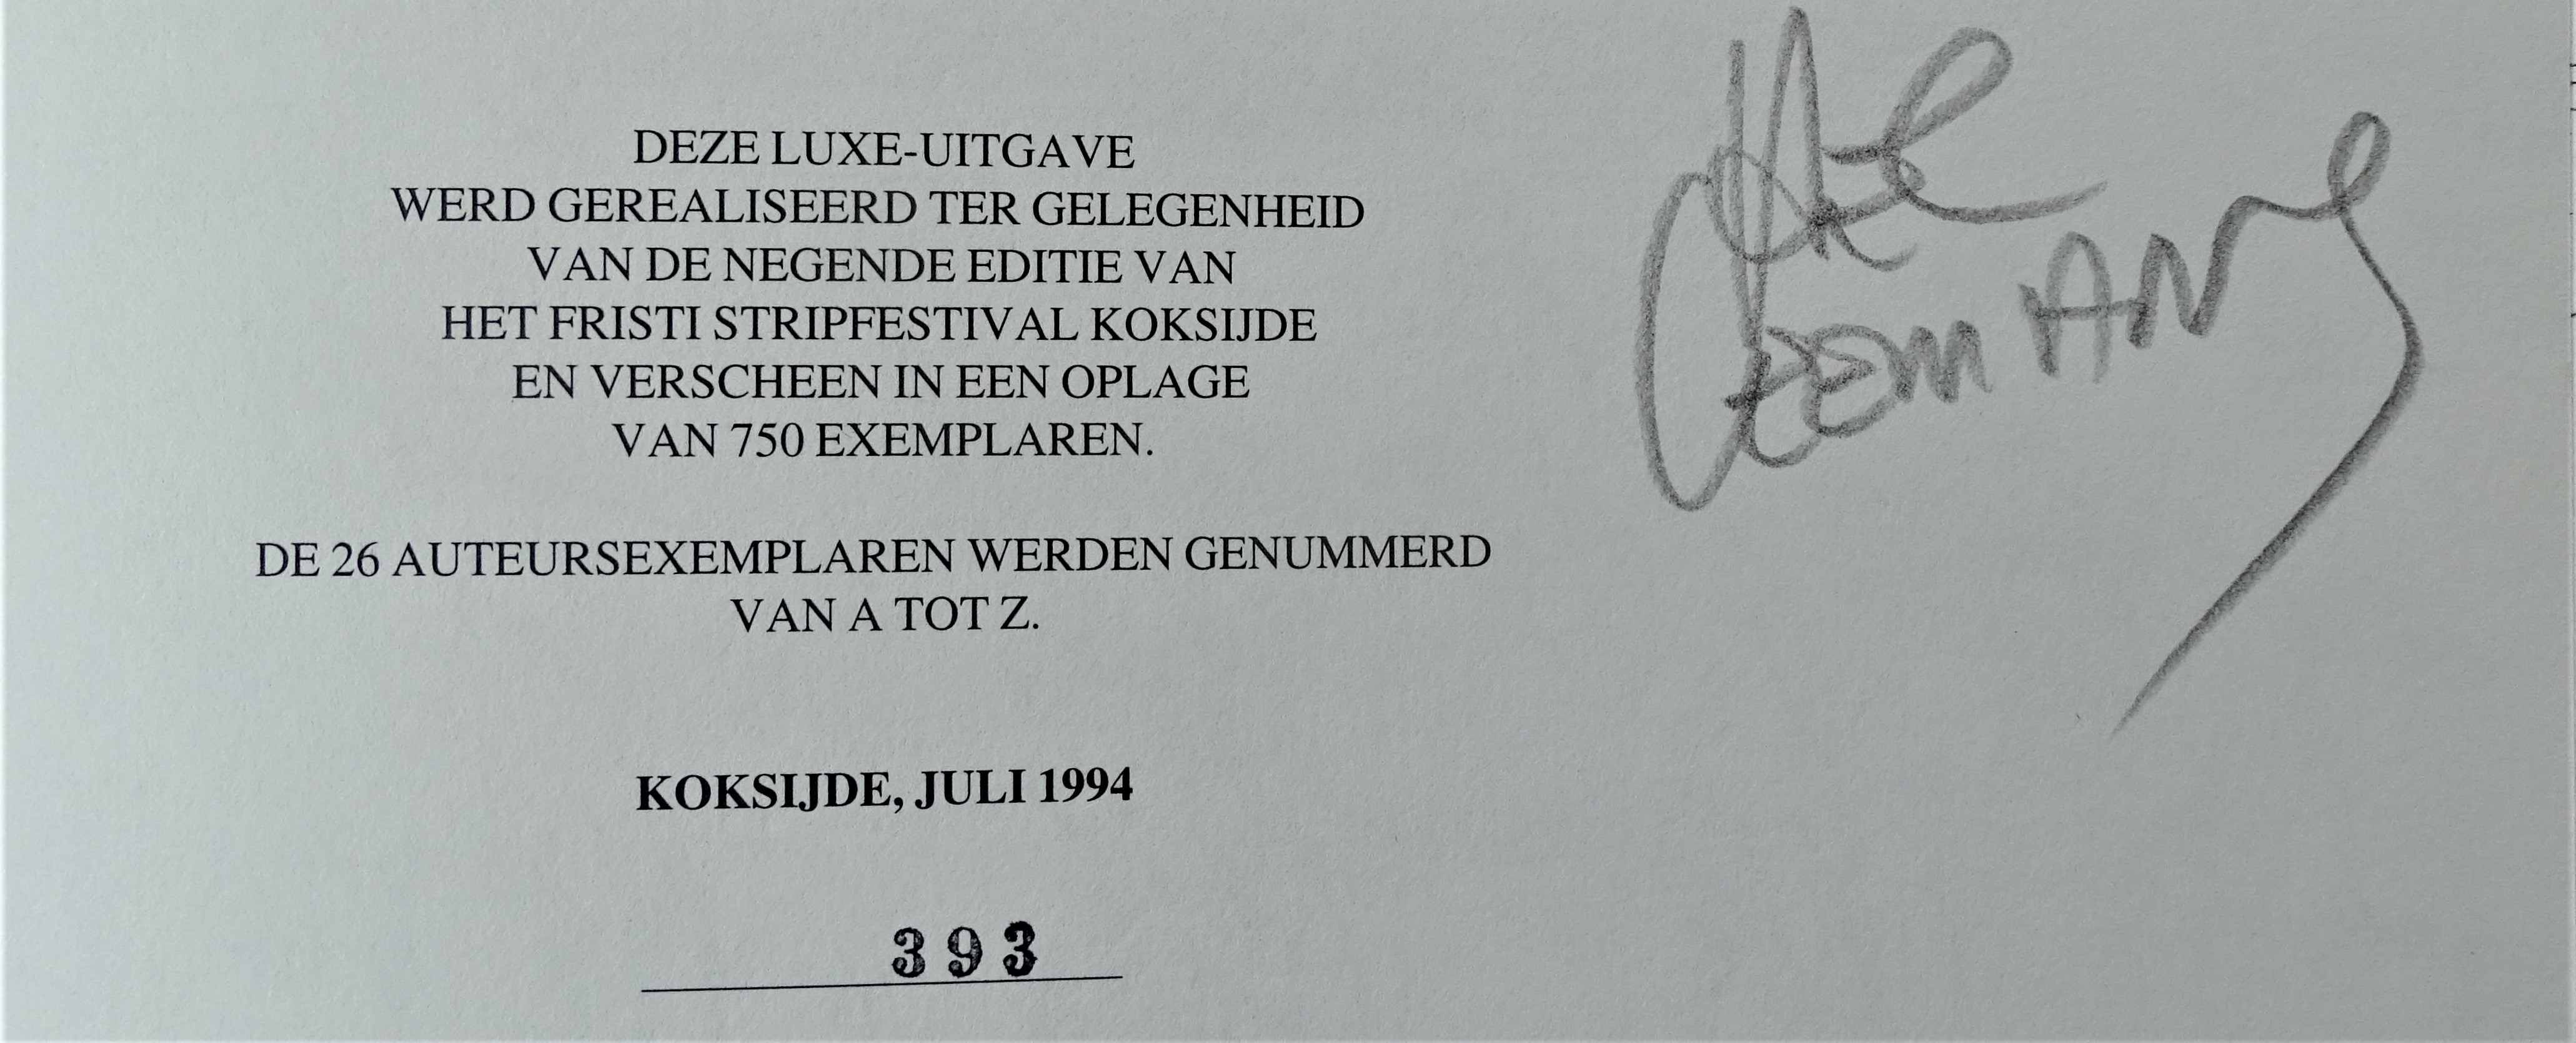 DEZE LUXE-UITGAVE
WERD GEREALISEERD TER GELEGENHEID
VAN DE NEGENDE EDITIE VAN
HET FRISTI STRIPFESTIVAL KOKSIJDE
EN VERSCHEEN IN EEN OPLAGE
VAN 750 EXEMPLAREN.
DE 26 AUTEURSEXEMPLAREN WERDEN GENUMMERD
VAN A TOT Z.
KOKSIJDE, JULI 1994
393